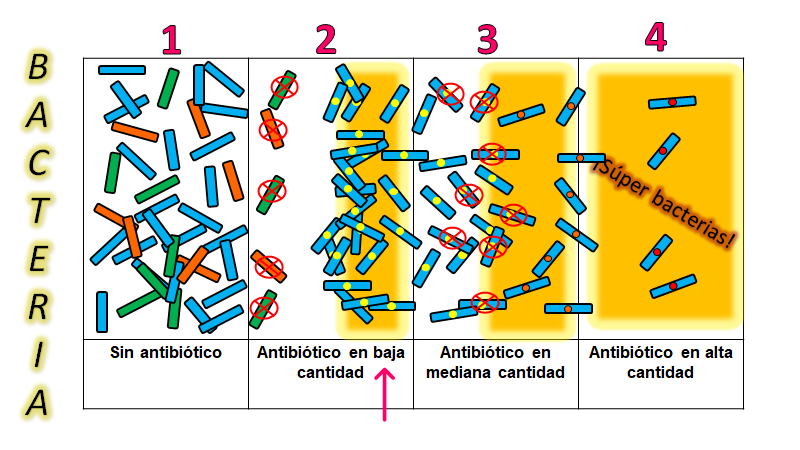 1 2 3 4
BACTERIA
¡Súper bacterias!
Sin antibiótico
Antibiótico en baja
cantidad
Antibiótico en
mediana cantidad
Antibiótico en alta
cantidad